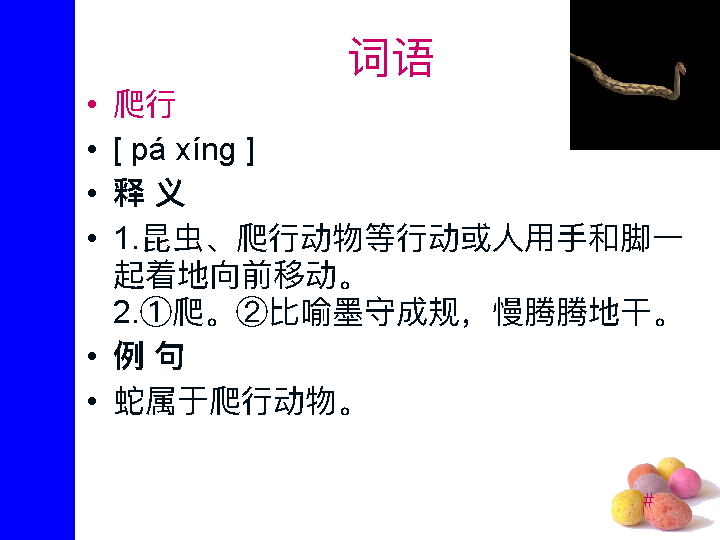 词语
• 爬行
• [ pá xíng ]
• 释 义
• 1.昆虫、爬行动物等行动或人用手和脚一
起着地向前移动。
2.①爬。②比喻墨守成规，慢腾腾地干。
• 例 句
• 蛇属于爬行动物。
#